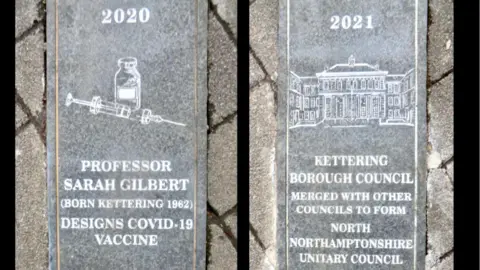 2020
PROFESSOR
SARAH GILBERT
(BORN KETTERING 1962)
DESIGNS COVID-19
VACCINE
2021
KETTERING
BOROUGH COUNCIL
MERGED WITH OTHER
COUNCILS TO FORM
NORTH
NORTHAMPTONSHIRE
UNITARY COUNCIL